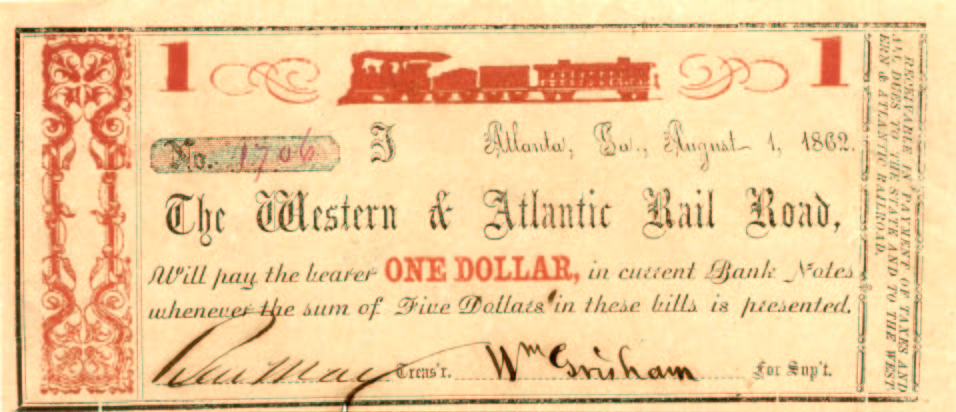 1 1
No. 1706 J Atlanta, Ga., August 1, 1862.
The Western & Atlantic Rail Road,
Will pay the bearer ONE DOLLAR, in current Bank Notes
whenever the sum of Five Dollars in these bills is presented.
Ben May Treas'r. Wm Grisham For Sup't.
RECEIVABLE IN PAYMENT OF TAXES AND
ALL DUES TO THE STATE AND TO THE WEST
ERN & ATLANTIC RAILROAD.